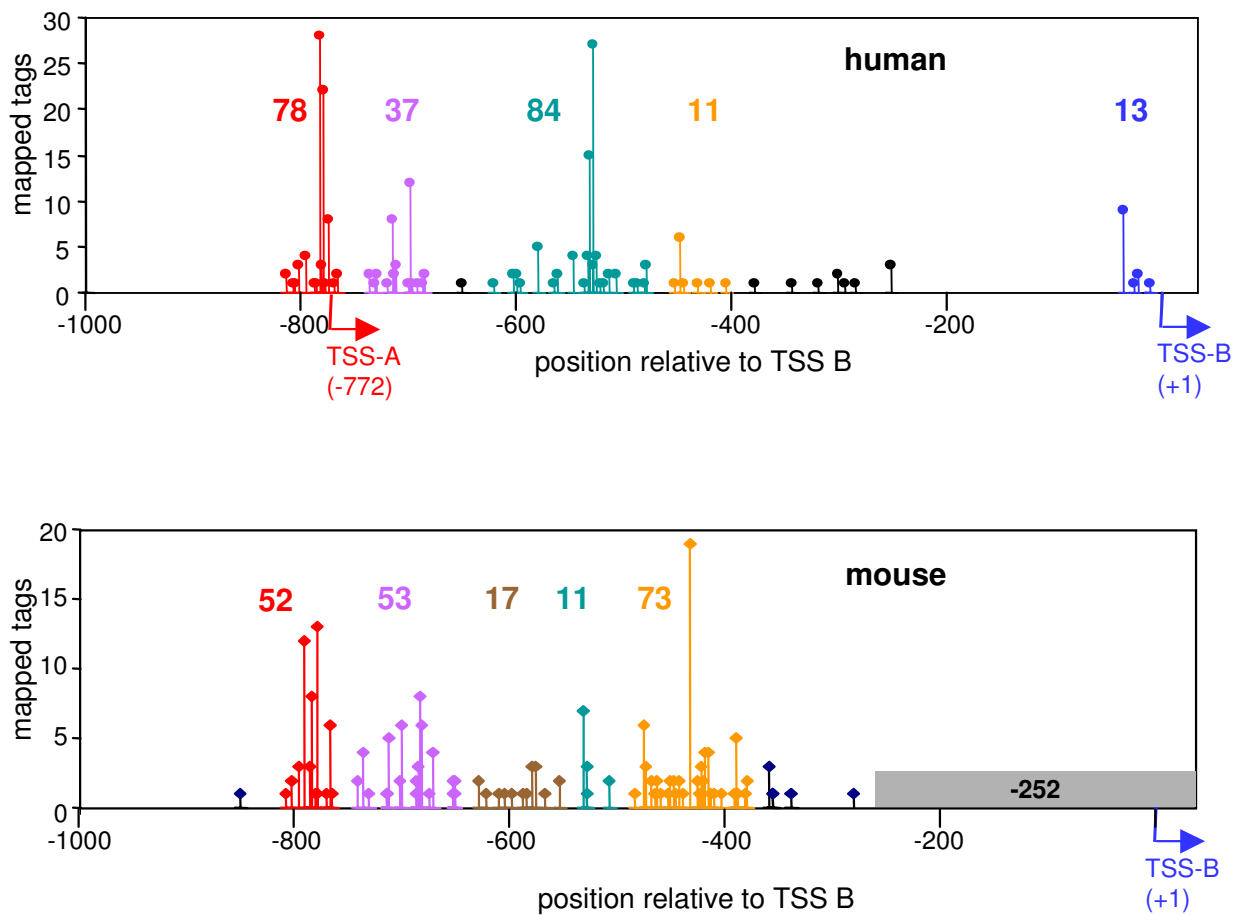 30
25
20
15
10
5
0
mapped tags
human
78 37 84 11 13
-1000 -800 -600 -400 -200
TSS-A
(-772)
position relative to TSS B
TSS-B
(+1)
20
15
10
5
0
mapped tags
mouse
52 53 17 11 73
-252
-1000 -800 -600 -400 -200
TSS-B
(+1)
position relative to TSS B